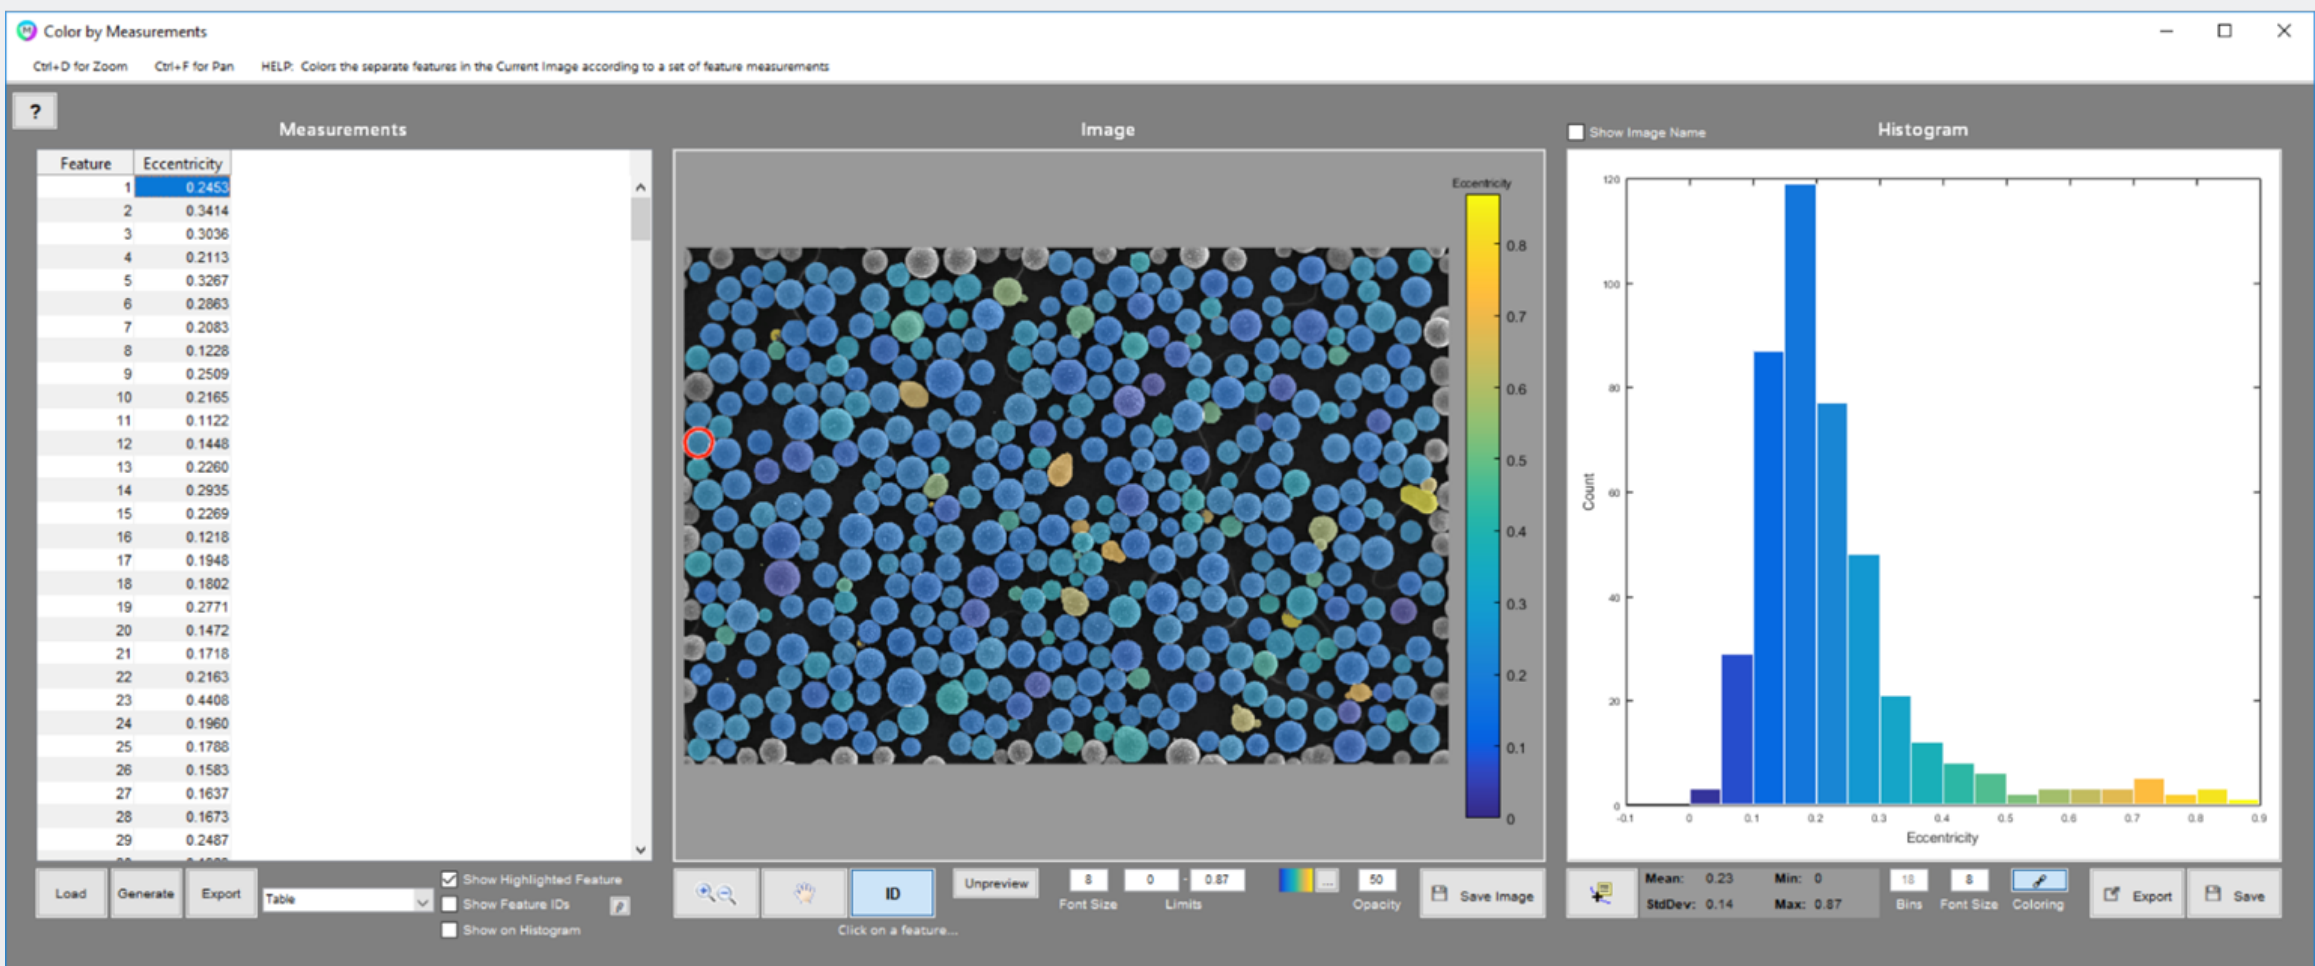 Color by Measurements
Ctrl+D for Zoom Ctrl+F for Pan HELP: Colors the separate features in the Current Image according to a set of feature measurements
?
Measurements
Feature Eccentricity
1 0.2453
2 0.3414
3 0.3036
4 0.2113
5 0.3267
6 0.2863
7 0.2083
8 0.1228
9 0.2509
10 0.2165
11 0.1122
12 0.1448
13 0.2260
14 0.2935
15 0.2269
16 0.1218
17 0.1948
18 0.1802
19 0.2771
20 0.1472
21 0.1718
22 0.2163
23 0.4408
24 0.1960
25 0.1788
26 0.1583
27 0.1637
28 0.1673
29 0.2487
Load Generate Export Table
Show Highlighted Feature
Show Feature IDs
Show on Histogram
Image
Eccentricity
0.8
0.7
0.6
0.5
0.4
0.3
0.2
0.1
0
ID
Click on a feature...
Unpreview
8
Font Size
0 - 0.87
Limits
...
50
Opacity
Save Image
Show Image Name
Histogram
120
100
80
60
40
20
0
Count
-0.1 0 0.1 0.2 0.3 0.4 0.5 0.6 0.7 0.8 0.9
Eccentricity
Mean: 0.23 Min: 0
StdDev: 0.14 Max: 0.87
18
Bins
8
Font Size
Coloring
Export
Save